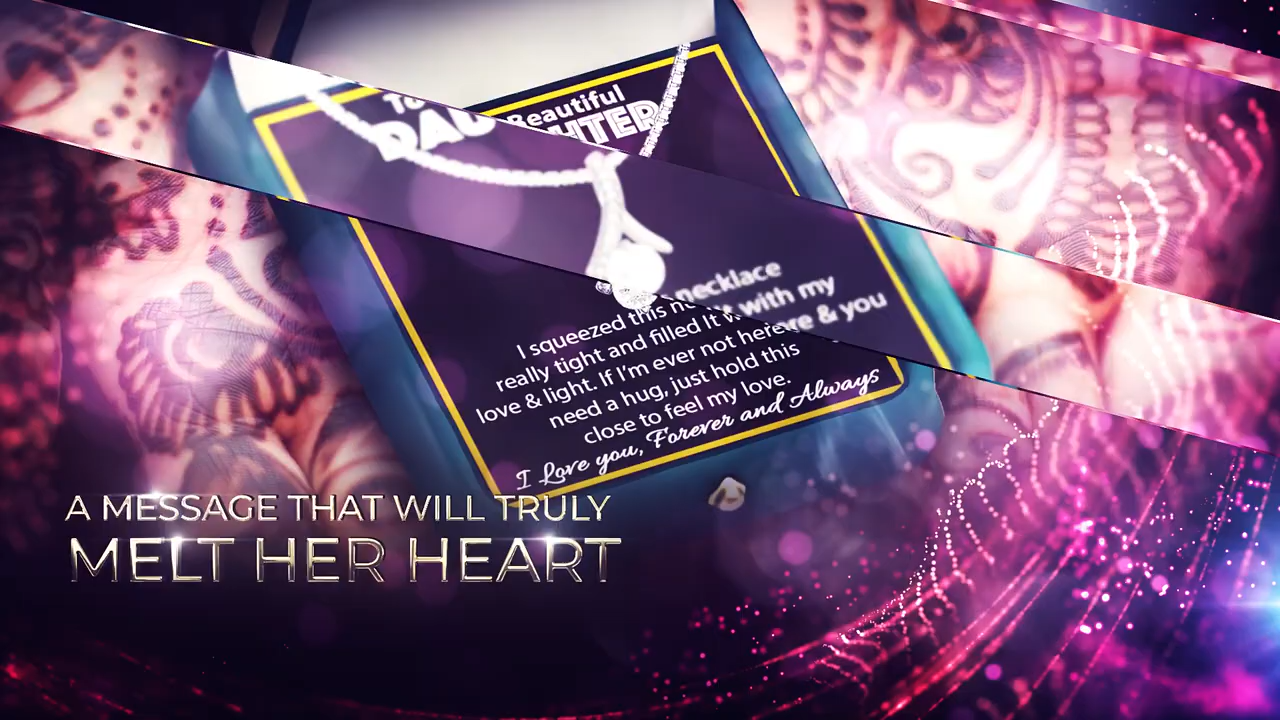 To Beautiful
DAUGHTER
I squeezed this necklace
really tight and filled it with my
love & light. If I'm ever not here & you
need a hug, just hold this
close to feel my love.
I Love you, Forever and Always
A MESSAGE THAT WILL TRULY
MELT HER HEART